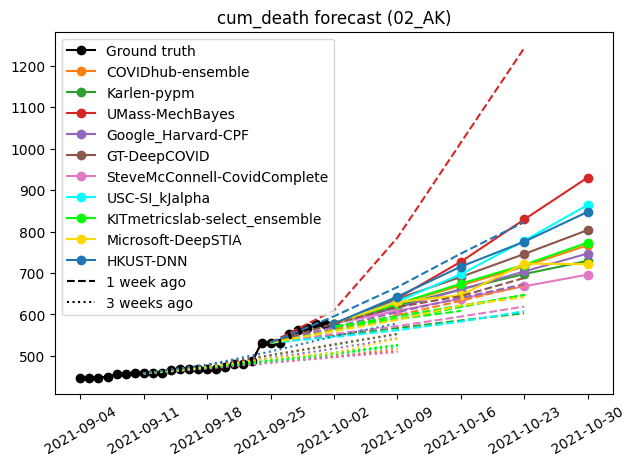 cum_death forecast (02_AK)
Ground truth
COVIDhub-ensemble
Karlen-pypm
UMass-MechBayes
Google_Harvard-CPF
GT-DeepCOVID
SteveMcConnell-CovidComplete
USC-SI_kJalpha
KITmetricslab-select_ensemble
Microsoft-DeepSTIA
HKUST-DNN
1 week ago
3 weeks ago
1200
1100
1000
900
800
700
600
500
2021-09-04
2021-09-11
2021-09-18
2021-09-25
2021-10-02
2021-10-09
2021-10-16
2021-10-23
2021-10-30